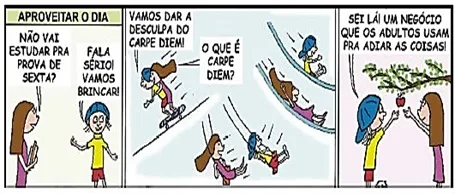 APROVEITAR O DIA
NÃO VAI
ESTUDAR PRA
PROVA DE
SEXTA?
FALA
SÉRIO!
VAMOS
BRINCAR!
VAMOS DAR A
DESCULPA DO
CARPE DIEM!
O QUE É
CARPE
DIEM?
SEI LÁ! UM NEGÓCIO
QUE OS ADULTOS USAM
PRA ADIAR AS COISAS!